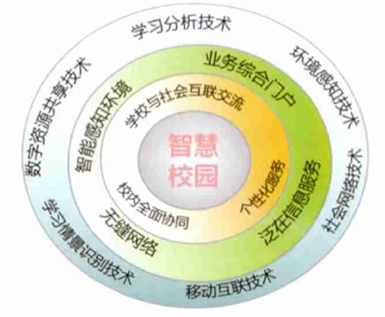 学习分析技术
数字资源共享技术
环境感知技术
业务综合门户
智能感知环境
学校与社会互联交流
智慧
校园
个性化服务
校内全面协同
泛在信息服务
无缝网络
社会网络技术
学习情景识别技术
移动互联技术